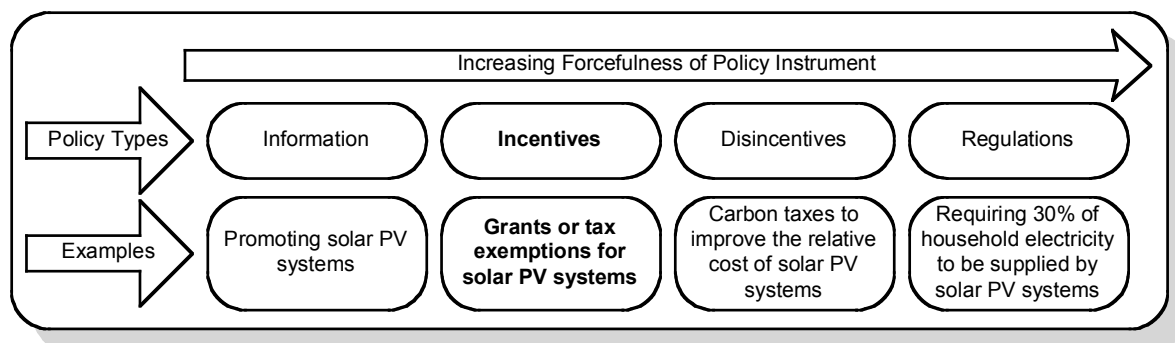 Increasing Forcefulness of Policy Instrument
Policy Types
Information
Incentives
Disincentives
Regulations
Examples
Promoting solar PV
systems
Grants or tax
exemptions for
solar PV systems
Carbon taxes to
improve the relative
cost of solar PV
systems
Requiring 30% of
household electricity
to be supplied by
solar PV systems